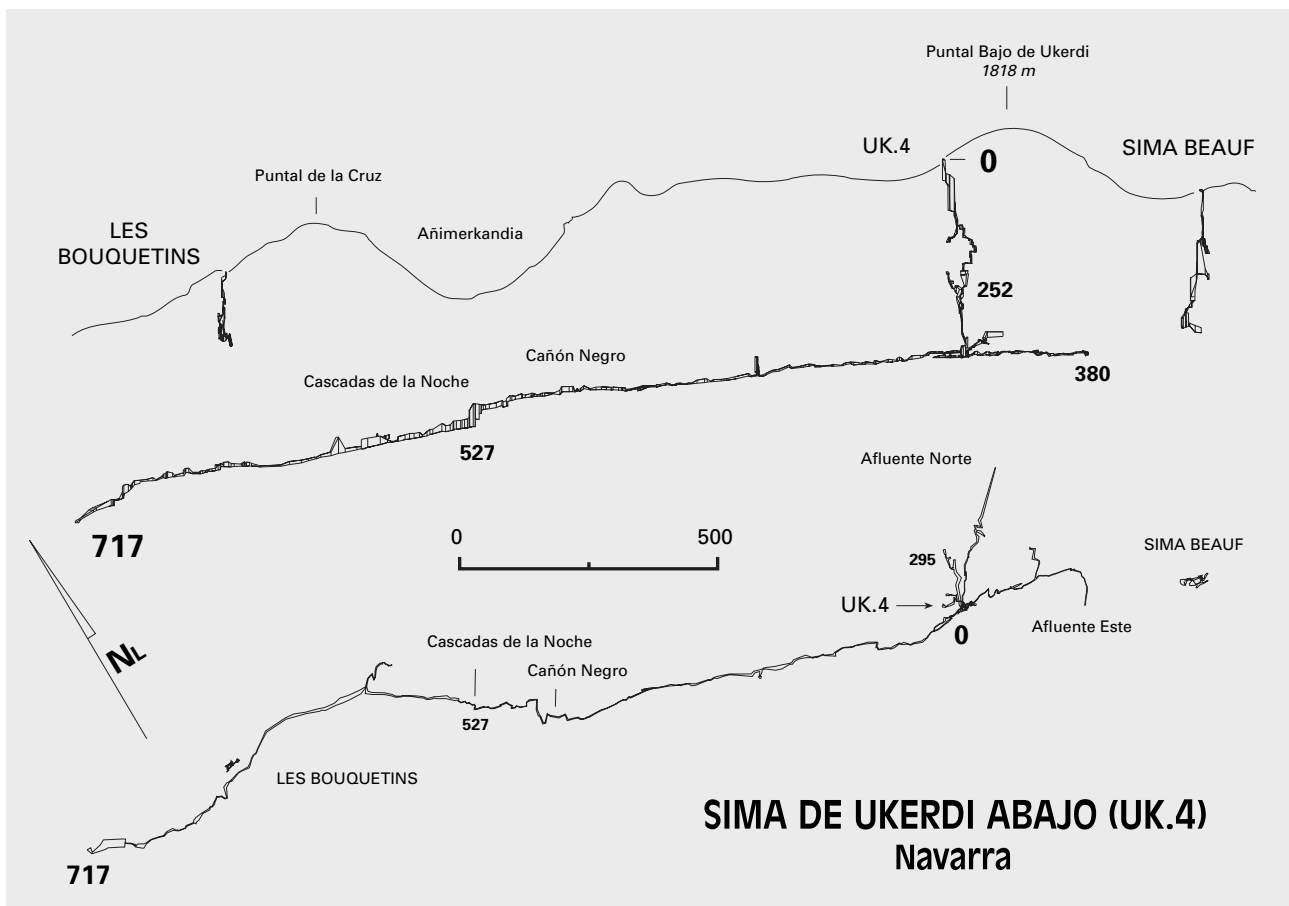 Puntal Bajo de Ukerdi
1818 m
UK.4
0
SIMA BEAUF
Puntal de la Cruz
LES
BOUQUETINS
Añimerkandia
252
Cañón Negro
380
Cascadas de la Noche
527
717
Afluente Norte
0
500
295
SIMA BEAUF
UK.4
0
Afluente Este
NL
Cascadas de la Noche
Cañón Negro
527
LES BOUQUETINS
717
SIMA DE UKERDI ABAJO (UK.4)
Navarra